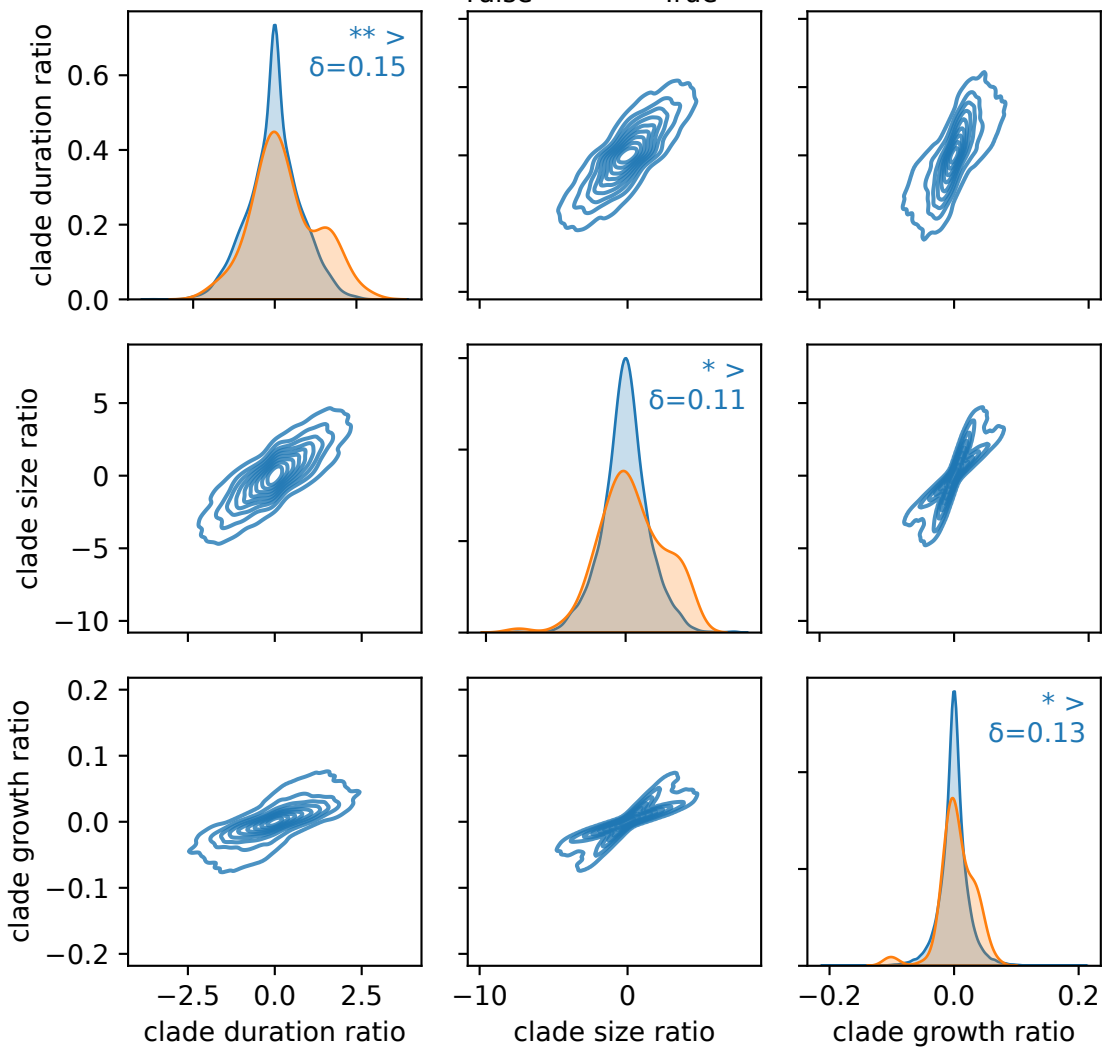 clade duration ratio
0.6
0.4
0.2
0.0
** >
δ=0.15
clade size ratio
5
0
−5
−10
* >
δ=0.11
clade growth ratio
0.2
0.1
0.0
−0.1
−0.2
* >
δ=0.13
−2.5 0.0 2.5
−10 0
−0.2 0.0 0.2
clade duration ratio
clade size ratio
clade growth ratio